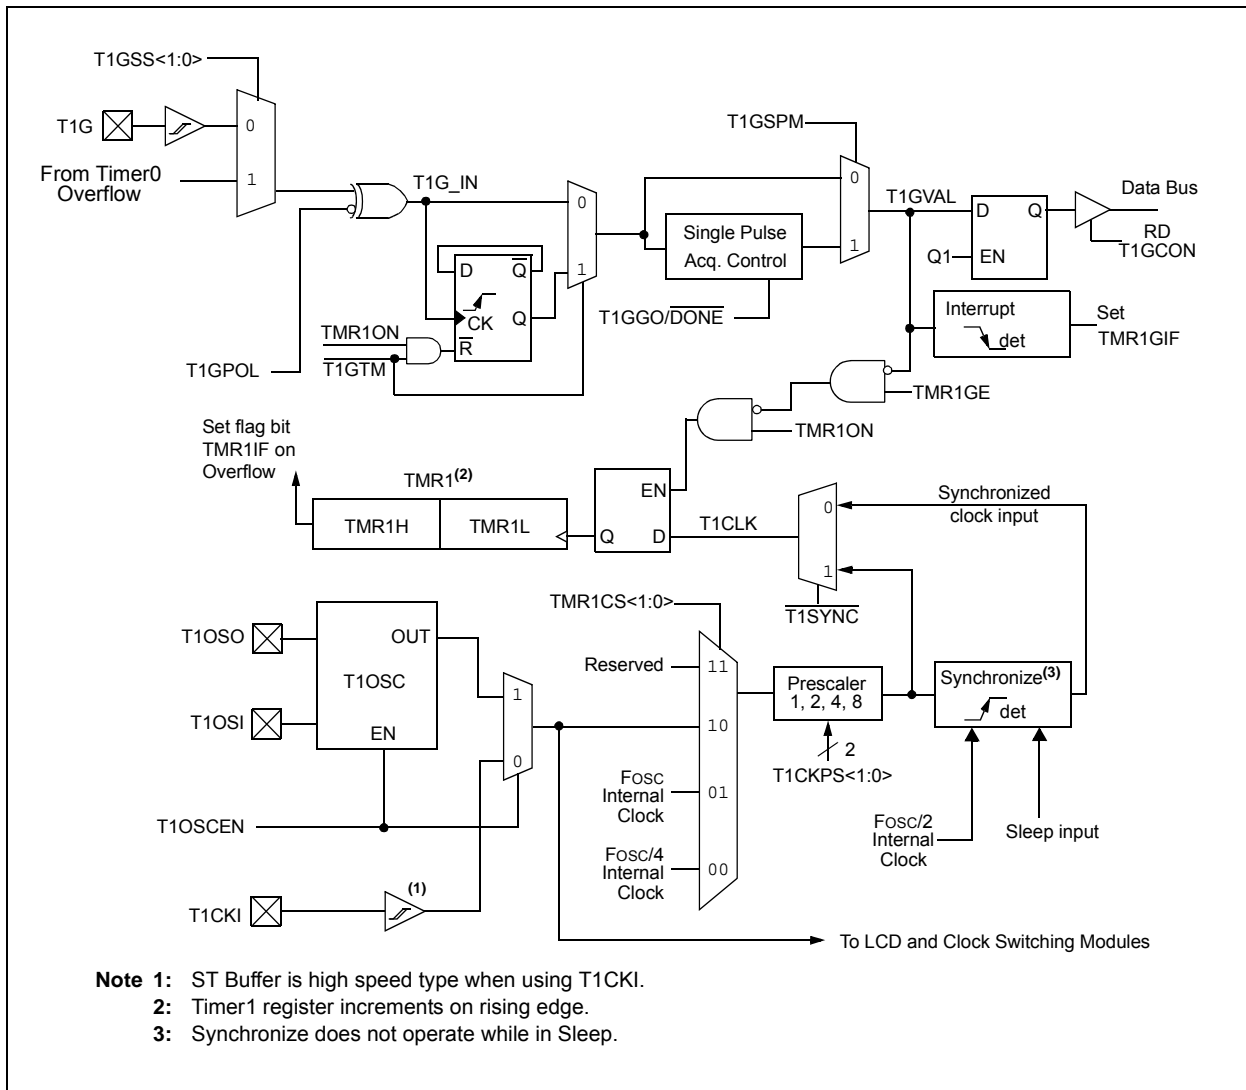 T1GSS<1:0>
T1G
0
From Timer0
Overflow
1
T1GPOL
T1G_IN
D
Q
CK
Q
R
TMR1ON
T1GTM
0
1
Single Pulse
Acq. Control
T1GGO/DONE
T1GSPM
0
1
T1GVAL
D
Q
Q1
EN
Data Bus
RD
T1GCON
Interrupt
det
Set
TMR1GIF
TMR1GE
TMR1ON
Set flag bit
TMR1IF on
Overflow
TMR1(2)
TMR1H
TMR1L
EN
Q
D
T1CLK
0
1
T1SYNC
Synchronized
clock input
T1OSO
T1OSI
OUT
T1OSC
EN
1
0
T1OSCEN
T1CKI
(1)
TMR1CS<1:0>
Reserved
11
10
FOSC
Internal
Clock
01
FOSC/4
Internal
Clock
00
Prescaler
1, 2, 4, 8
2
T1CKPS<1:0>
Synchronize(3)
det
FOSC/2
Internal
Clock
Sleep input
To LCD and Clock Switching Modules
Note 1: ST Buffer is high speed type when using T1CKI.
2: Timer1 register increments on rising edge.
3: Synchronize does not operate while in Sleep.